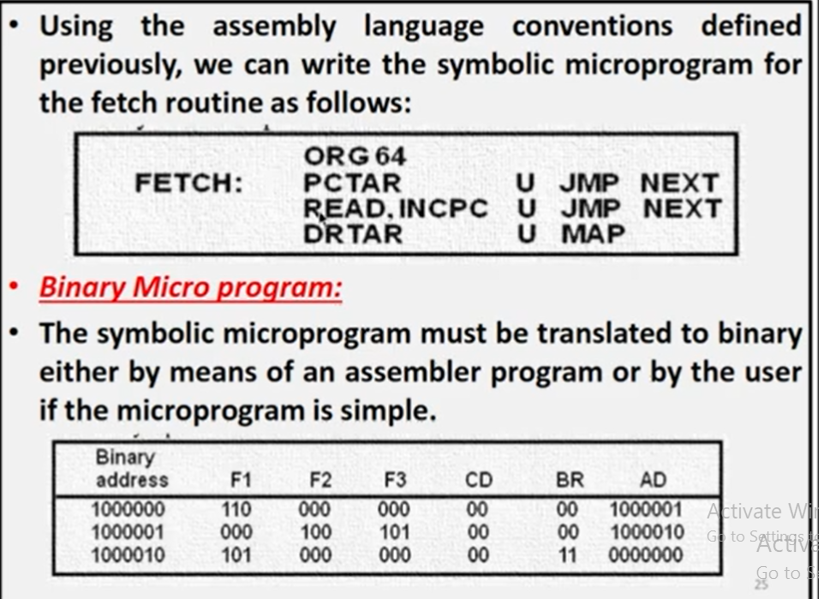 • Using the assembly language conventions defined
previously, we can write the symbolic microprogram for
the fetch routine as follows:
ORG 64
FETCH: PCTAR U JMP NEXT
READ, INCPC U JMP NEXT
DRTAR U MAP
• Binary Micro program:
• The symbolic microprogram must be translated to binary
either by means of an assembler program or by the user
if the microprogram is simple.
Binary
address F1 F2 F3 CD BR AD
1000000 110 000 000 00 00 1000001
1000001 000 100 101 00 00 1000010
1000010 101 000 000 00 11 0000000
Activate Wi
Go to Settings
Activa
Go to S
25